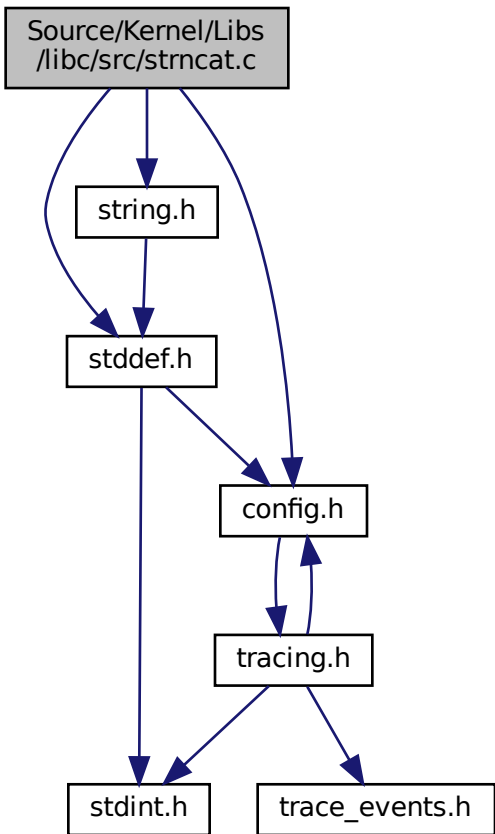 Source/Kernel/Libs
/libc/src/strncat.c
string.h
stddef.h
config.h
tracing.h
stdint.h
trace_events.h